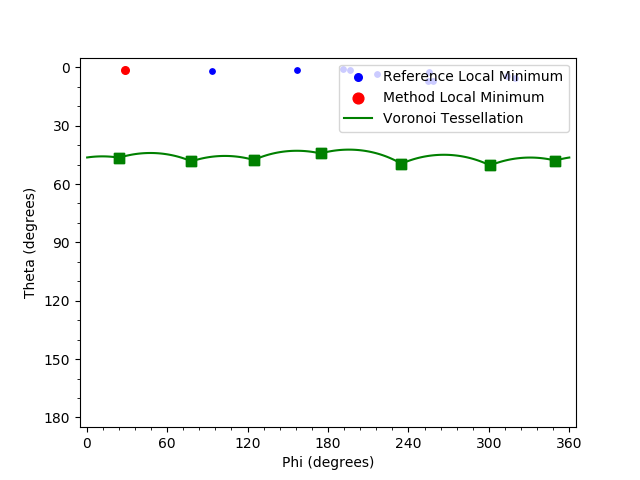 0
30
60
90
120
150
180
Theta (degrees)
Reference Local Minimum
Method Local Minimum
Voronoi Tessellation
0 60 120 180 240 300 360
Phi (degrees)